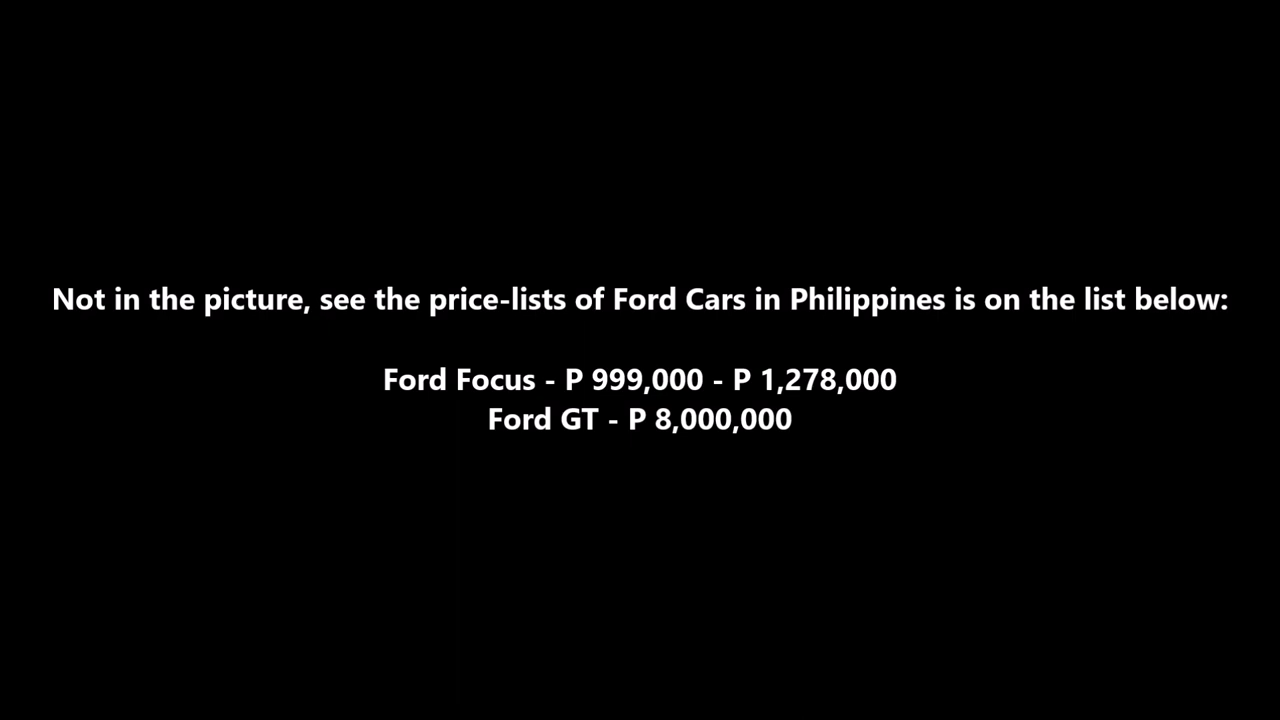 Not in the picture, see the price-lists of Ford Cars in Philippines is on the list below:
Ford Focus - P 999,000 - P 1,278,000
Ford GT - P 8,000,000